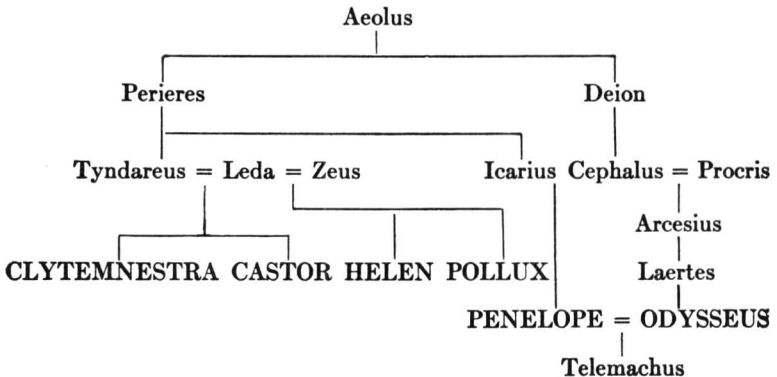 Aeolus
Perieres Deion
Tyndareus = Leda = Zeus Icarius Cephalus = Procris
Arcesius
CLYTEMNESTRA CASTOR HELEN POLLUX Laertes
PENELOPE = ODYSSEUS
Telemachus